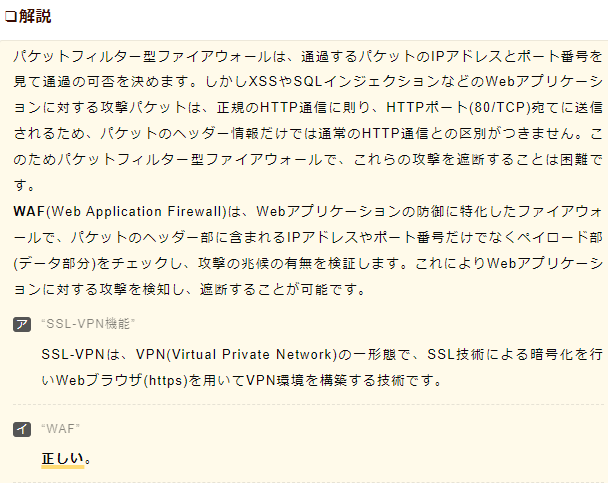 ❏解説
パケットフィルター型ファイアウォールは、通過するパケットのIPアドレスとポート番号を
見て通過の可否を決めます。しかしXSSやSQLインジェクションなどのWebアプリケーシ
ョンに対する攻撃パケットは、正規のHTTP通信に則り、HTTPポート(80/TCP)宛てに送信
されるため、パケットのヘッダー情報だけでは通常のHTTP通信との区別がつきません。こ
のためパケットフィルター型ファイアウォールで、これらの攻撃を遮断することは困難で
す。
WAF(Web Application Firewall)は、Webアプリケーションの防御に特化したファイアウォ
ールで、パケットのヘッダー部に含まれるIPアドレスやポート番号だけでなくペイロード部
(データ部分)をチェックし、攻撃の兆候の有無を検証します。これによりWebアプリケーシ
ョンに対する攻撃を検知し、遮断することが可能です。
ア “SSL-VPN機能”
SSL-VPNは、VPN(Virtual Private Network)の一形態で、SSL技術による暗号化を行
いWebブラウザ(https)を用いてVPN環境を構築する技術です。
イ “WAF”
正しい。